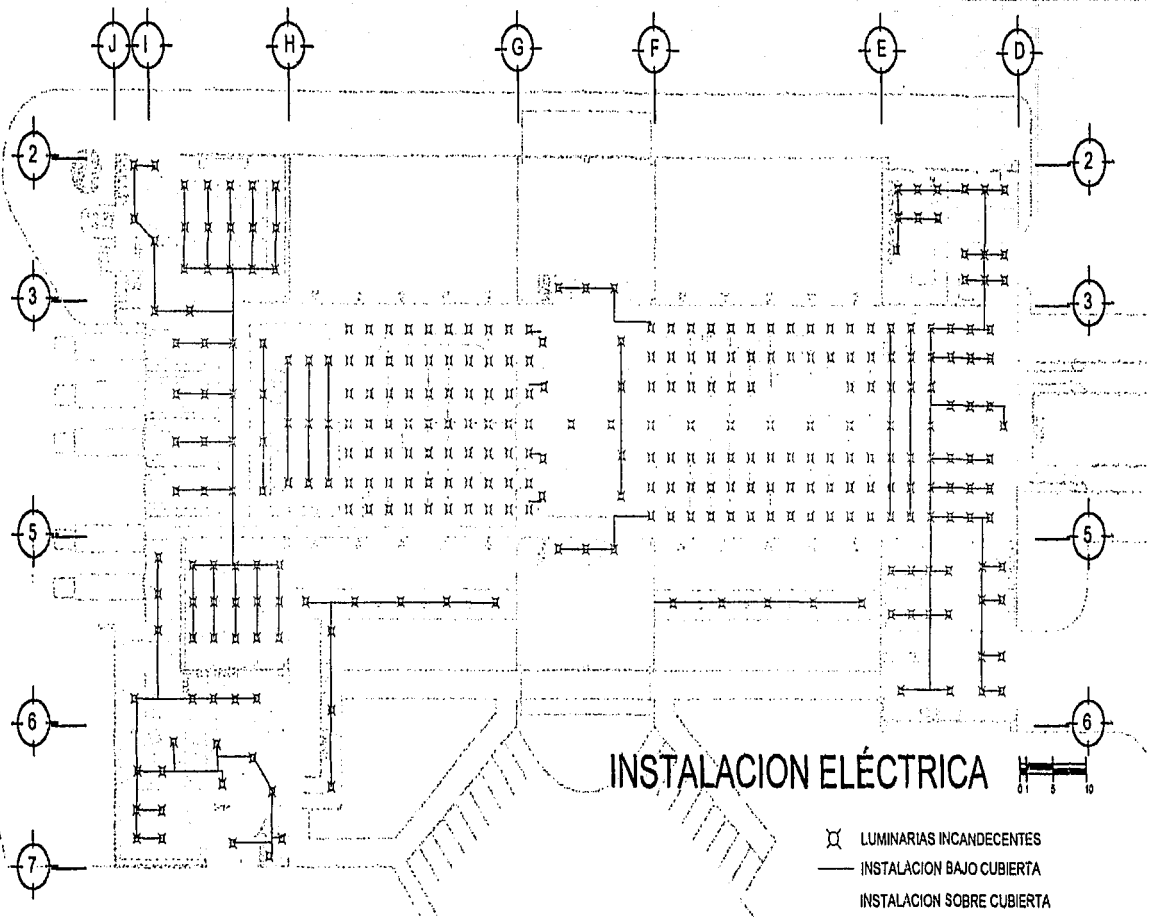 J I H G F E D
2 2
3 3
5 5
6 6
7
INSTALACION ELÉCTRICA
0 1 5 10
LUMINARIAS INCANDECENTES
INSTALACION BAJO CUBIERTA
INSTALACION SOBRE CUBIERTA